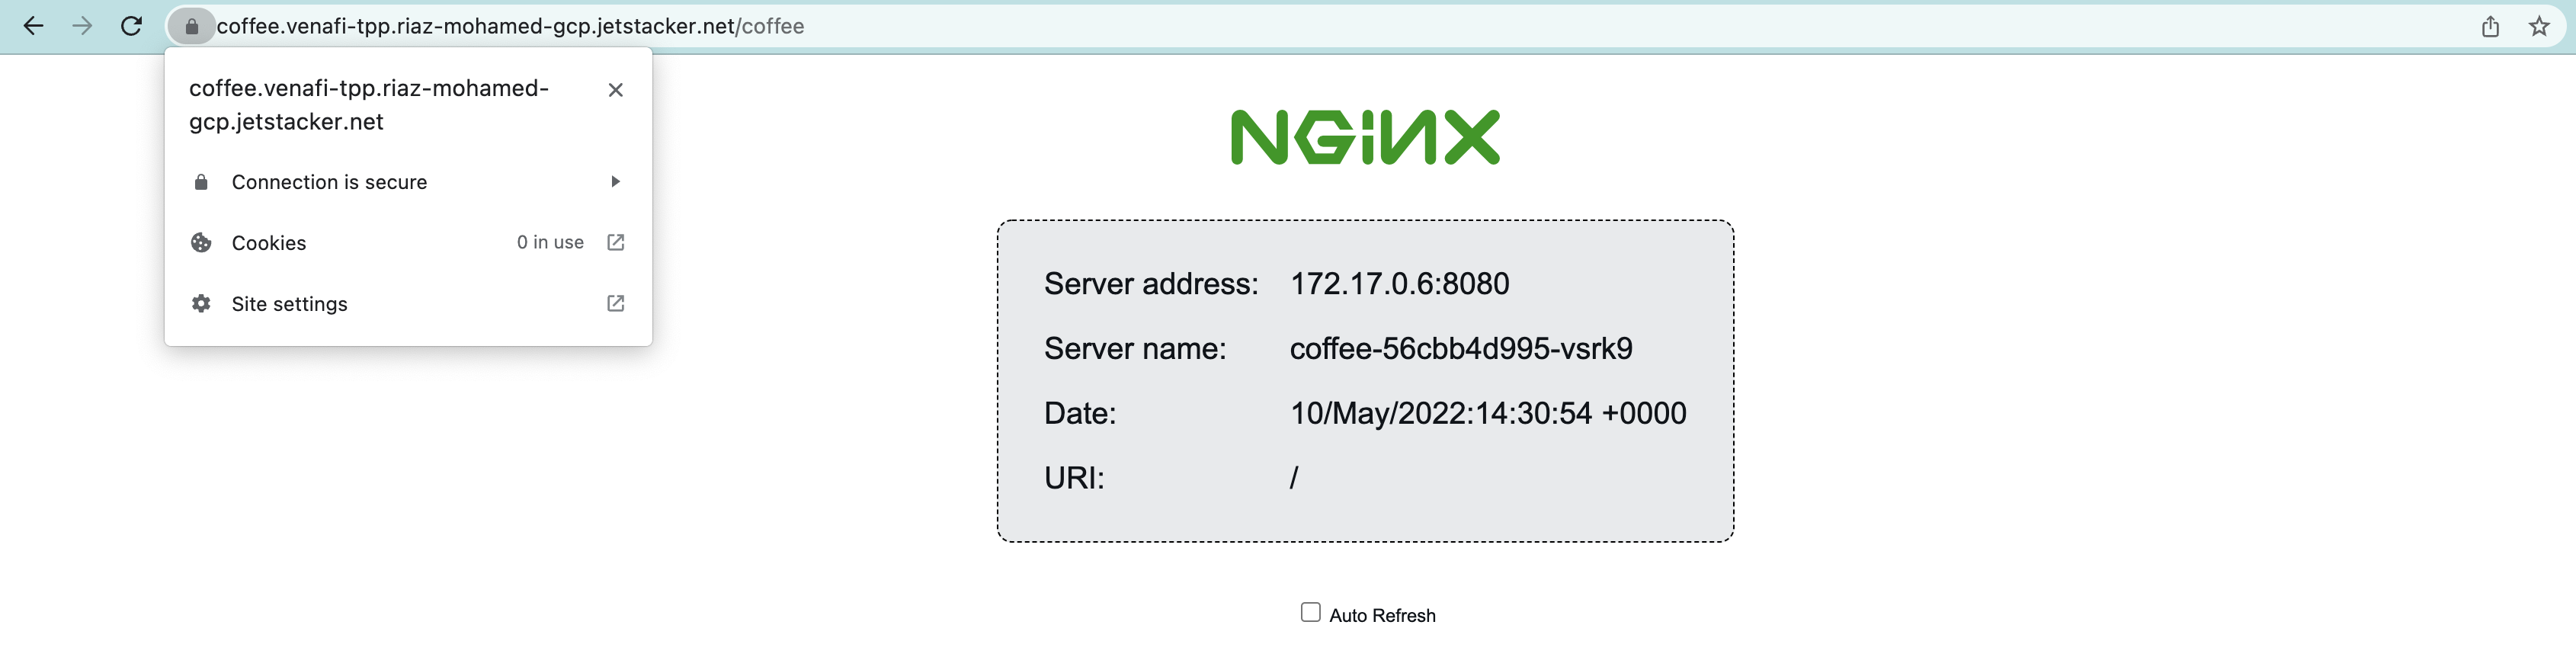 coffee.venafi-tpp.riaz-mohamed-gcp.jetstacker.net/coffee
coffee.venafi-tpp.riaz-mohamed-
gcp.jetstacker.net
Connection is secure
Cookies 0 in use
Site settings
NGINX
Server address: 172.17.0.6:8080
Server name: coffee-56cbb4d995-vsrk9
Date: 10/May/2022:14:30:54 +0000
URI: /
Auto Refresh